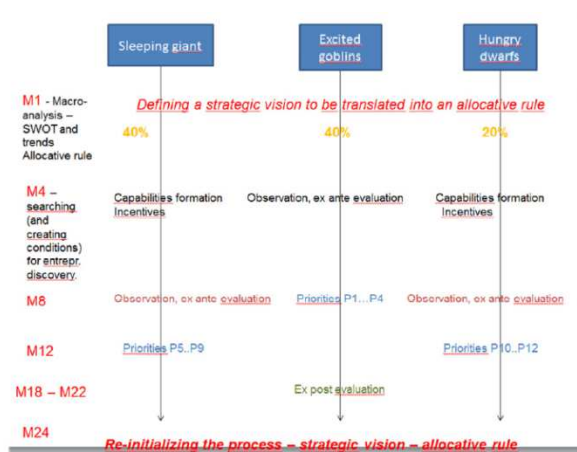 Sleeping giant
Excited
goblins
Hungry
dwarfs
M1 - Macro-
analysis –
SWOT and
trends
Allocative rule
Defining a strategic vision to be translated into an allocative rule
40%
40%
20%
M4 –
searching
(and
creating
conditions)
for entrepr.
discovery.
Capabilities formation
Incentives
Observation, ex ante evaluation
Capabilities formation
Incentives
M8
Observation, ex ante evaluation
Priorities P1…P4
Observation, ex ante evaluation
M12
Priorities P5..P9
Priorities P10..P12
M18 – M22
Ex post evaluation
M24
Re-initializing the process – strategic vision – allocative rule